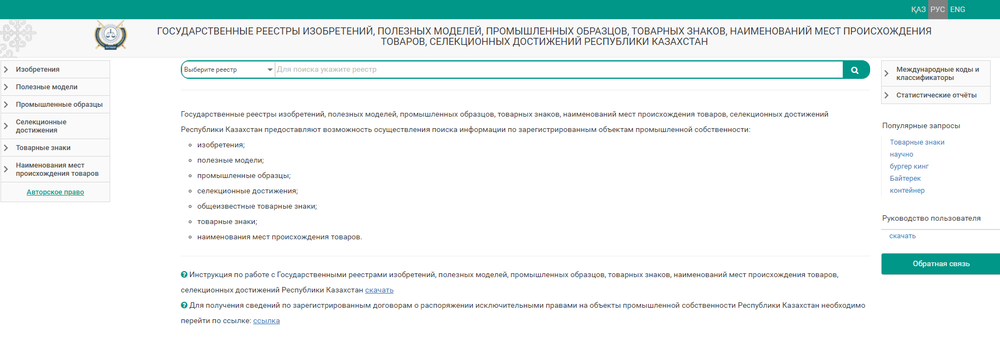 ҚАЗ РУС ENG
ГОСУДАРСТВЕННЫЕ РЕЕСТРЫ ИЗОБРЕТЕНИЙ, ПОЛЕЗНЫХ МОДЕЛЕЙ, ПРОМЫШЛЕННЫХ ОБРАЗЦОВ, ТОВАРНЫХ ЗНАКОВ, НАИМЕНОВАНИЙ МЕСТ ПРОИСХОЖДЕНИЯ
ТОВАРОВ, СЕЛЕКЦИОННЫХ ДОСТИЖЕНИЙ РЕСПУБЛИКИ КАЗАХСТАН
Изобретения
Полезные модели
Промышленные образцы
Селекционные
достижения
Товарные знаки
Наименования мест
происхождения товаров
Авторское право
Выберите реестр
Для поиска укажите реестр
Государственные реестры изобретений, полезных моделей, промышленных образцов, товарных знаков, наименований мест происхождения товаров, селекционных достижений
Республики Казахстан предоставляют возможность осуществления поиска информации по зарегистрированным объектам промышленной собственности:
изобретения;
полезные модели;
промышленные образцы;
селекционные достижения;
общеизвестные товарные знаки;
товарные знаки;
наименования мест происхождения товаров.
Инструкция по работе с Государственными реестрами изобретений, полезных моделей, промышленных образцов, товарных знаков, наименований мест происхождения товаров,
селекционных достижений Республики Казахстан скачать
Для получения сведений по зарегистрированным договорам о распоряжении исключительными правами на объекты промышленной собственности Республики Казахстан необходимо
перейти по ссылке: ссылка
Международные коды и
классификаторы
Статистические отчёты
Популярные запросы
Товарные знаки
научно
бургер кинг
Байтерек
контейнер
Руководство пользователя
скачать
Обратная связь